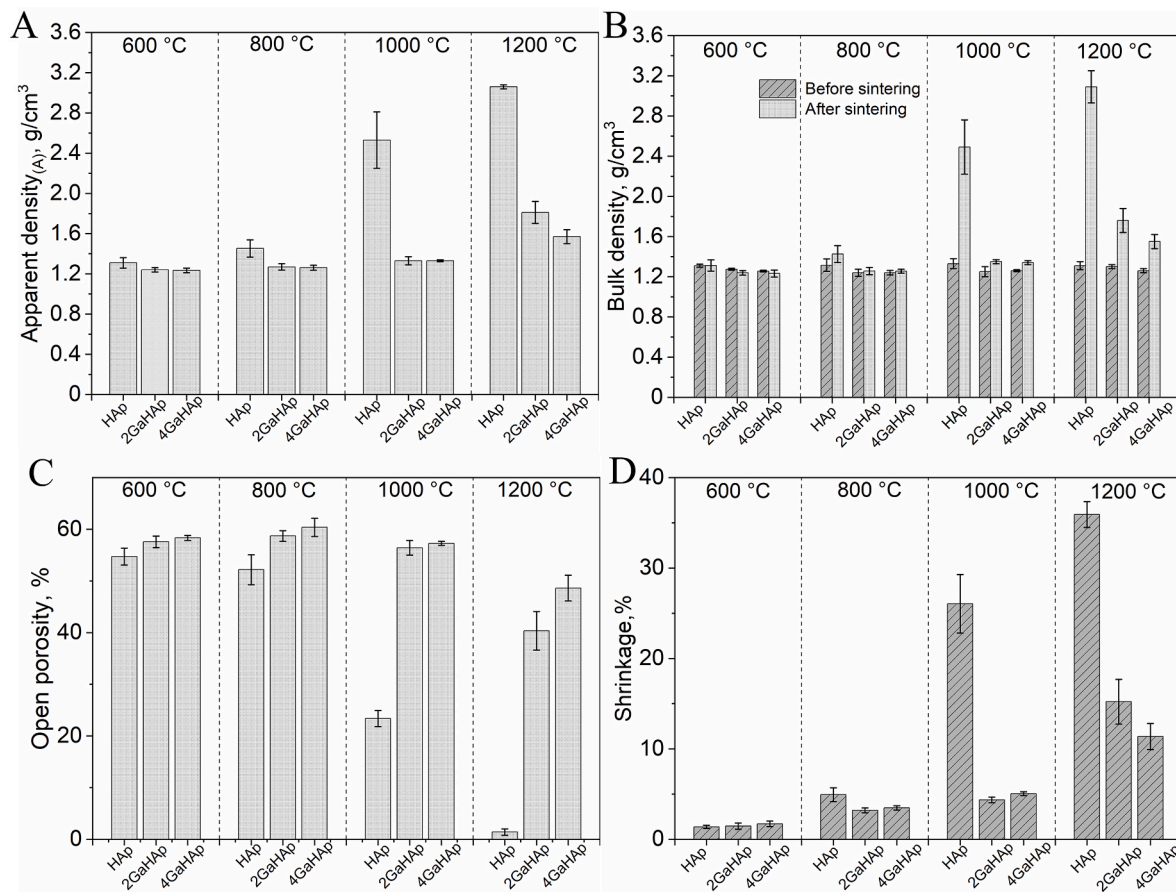 A
600 °C
800 °C
1000 °C
1200 °C
Apparent density(A), g/cm³
3.6
3.2
2.8
2.4
2.0
1.6
1.2
0.8
0.4
0
HAp
2GaHAp
4GaHAp
HAp
2GaHAp
4GaHAp
HAp
2GaHAp
4GaHAp
HAp
2GaHAp
4GaHAp
B
600 °C
800 °C
1000 °C
1200 °C
Before sintering
After sintering
Bulk density, g/cm³
3.6
3.2
2.8
2.4
2.0
1.6
1.2
0.8
0.4
0
HAp
2GaHAp
4GaHAp
HAp
2GaHAp
4GaHAp
HAp
2GaHAp
4GaHAp
HAp
2GaHAp
4GaHAp
C
600 °C
800 °C
1000 °C
1200 °C
Open porosity, %
60
40
20
0
HAp
2GaHAp
4GaHAp
HAp
2GaHAp
4GaHAp
HAp
2GaHAp
4GaHAp
HAp
2GaHAp
4GaHAp
D
600 °C
800 °C
1000 °C
1200 °C
Shrinkage,%
40
30
20
10
0
HAp
2GaHAp
4GaHAp
HAp
2GaHAp
4GaHAp
HAp
2GaHAp
4GaHAp
HAp
2GaHAp
4GaHAp